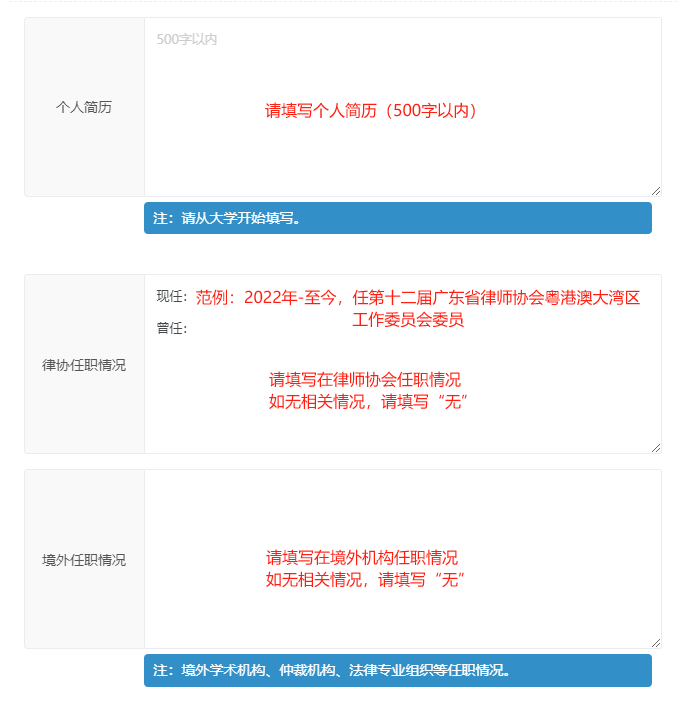 500字以内
个人简历
请填写个人简历（500字以内）
注：请从大学开始填写。
现任：
范例：2022年-至今，任第十二届广东省律师协会粤港澳大湾区
工作委员会委员
曾任：
律协任职情况
请填写在律师协会任职情况
如无相关情况，请填写“无”
境外任职情况
请填写在境外机构任职情况
如无相关情况，请填写“无”
注：境外学术机构、仲裁机构、法律专业组织等任职情况。